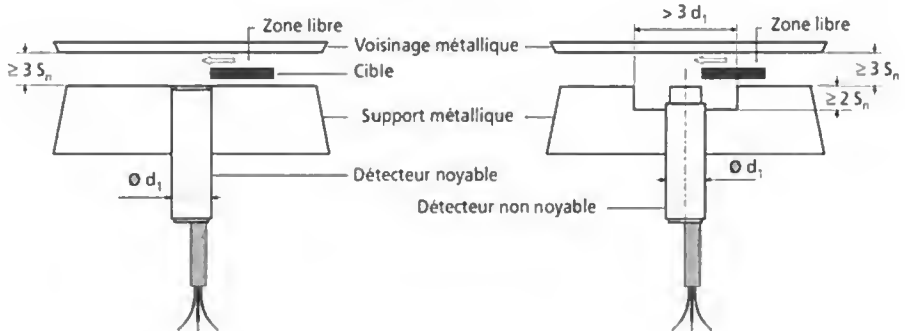 > 3 d₁
Zone libre
Zone libre
Voisinage métallique
≥ 3 Sₙ
Cible
≥ 3 Sₙ
≥ 2 Sₙ
Support métallique
Détecteur noyable
Ø d₁
Ø d₁
Détecteur non noyable